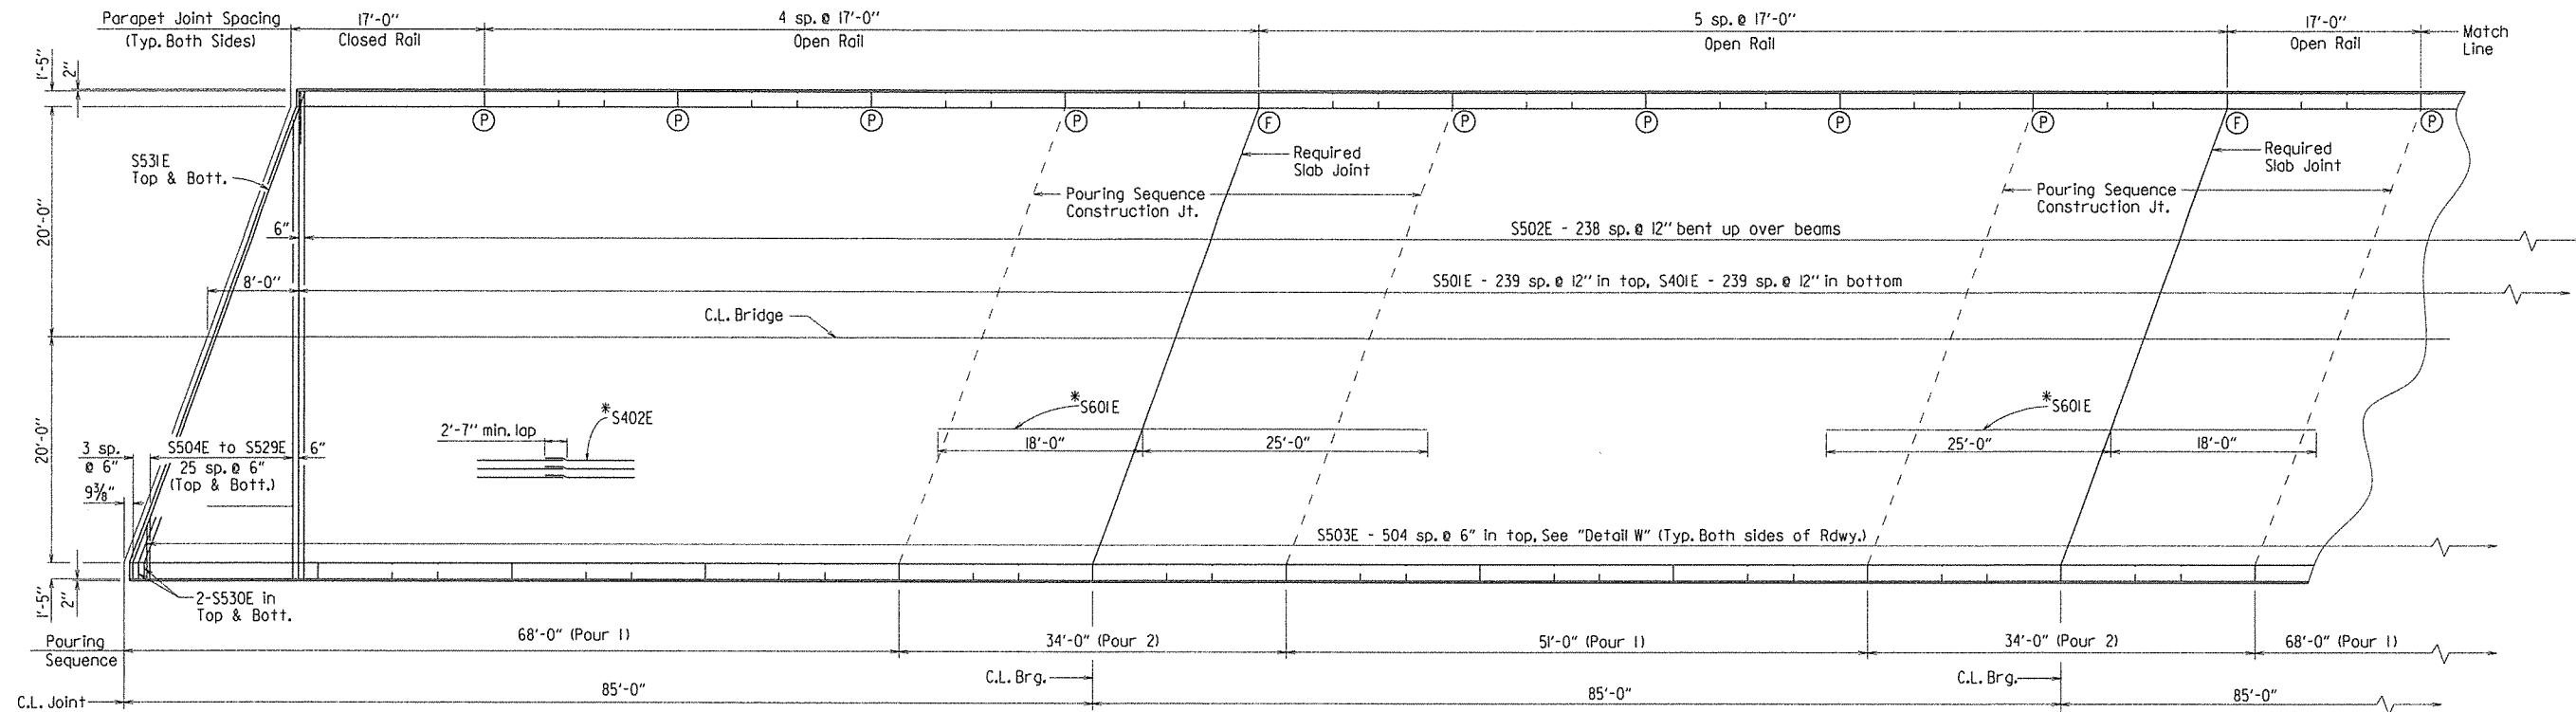 Parapet Joint Spacing
(Typ. Both Sides)
17'-0"
Closed Rail
4 sp. @ 17'-0"
Open Rail
5 sp. @ 17'-0"
Open Rail
17'-0"
Open Rail
Match
Line
1'-5"
2"
P
P
P
P
F
P
P
P
P
F
P
S531E
Top & Bott.
Required
Slab Joint
Required
Slab Joint
Pouring Sequence
Construction Jt.
Pouring Sequence
Construction Jt.
20'-0"
6"
S502E - 238 sp. @ 12" bent up over beams
8'-0"
S501E - 239 sp. @ 12" in top, S401E - 239 sp. @ 12" in bottom
C.L. Bridge
20'-0"
2'-7" min. lap
*S402E
*S601E
18'-0"
25'-0"
*S601E
25'-0"
18'-0"
3 sp.
@ 6"
S504E to S529E
25 sp. @ 6"
(Top & Bott.)
6"
9⅜"
S503E - 504 sp. @ 6" in top, See "Detail W" (Typ. Both sides of Rdwy.)
1'-5"
2"
2-S530E in
Top & Bott.
Pouring
Sequence
68'-0" (Pour 1)
34'-0" (Pour 2)
51'-0" (Pour 1)
34'-0" (Pour 2)
68'-0" (Pour 1)
C.L. Brg.
C.L. Brg.
C.L. Joint
85'-0"
85'-0"
85'-0"